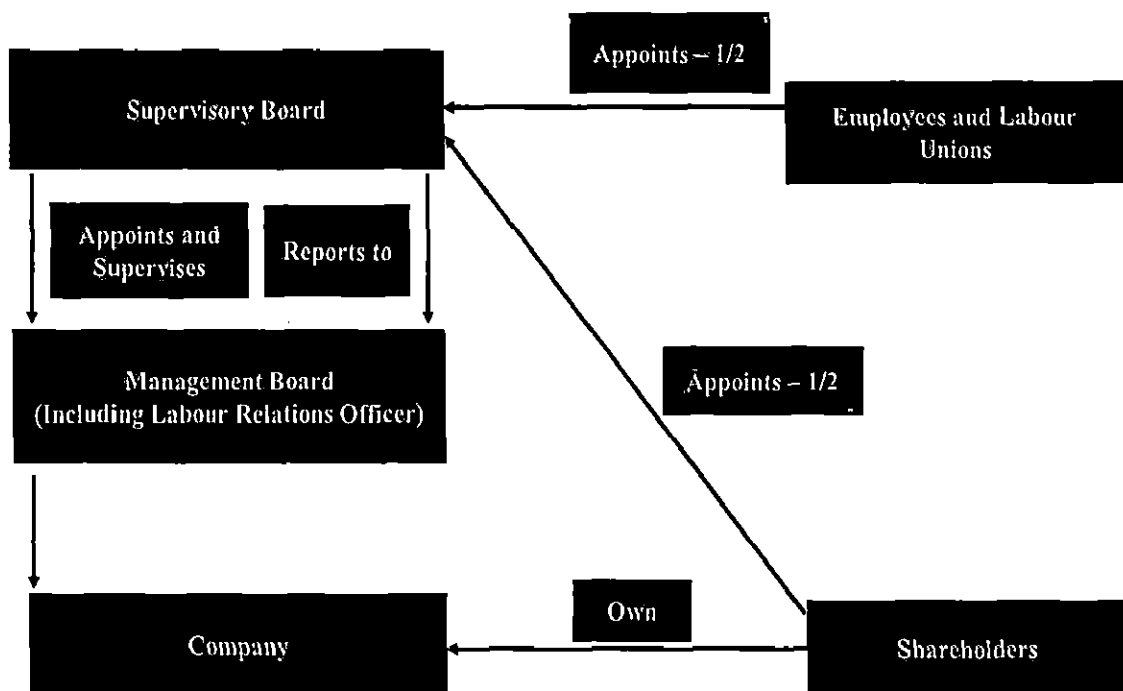 Appoints – 1/2
Supervisory Board
Employees and Labour
Unions
Appoints and
Supervises
Reports to
Appoints – 1/2
Management Board
(Including Labour Relations Officer)
Own
Company
Shareholders